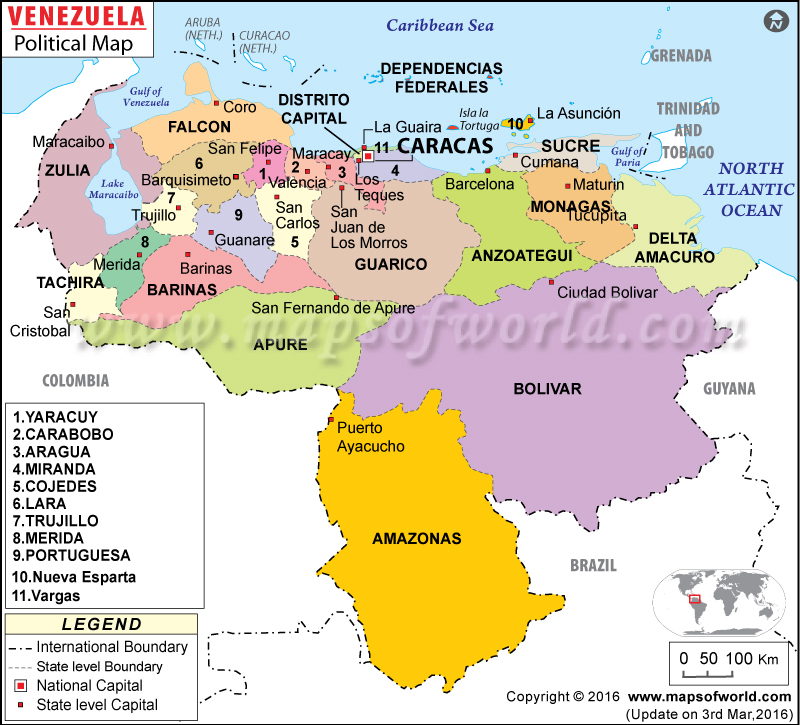 VENEZUELA
Political Map
ARUBA
(NETH.)
CURACAO
(NETH.)
Caribbean Sea
GRENADA
DEPENDENCIAS
FEDERALES
Gulf of
Venezuela
Coro
DISTRITO
CAPITAL
Isla la
Tortuga
10
La Asunción
TRINIDAD
AND
TOBAGO
FALCON
La Guaira
Maracaibo
San Felipe
Maracay
11
CARACAS
SUCRE
Gulf of
Paria
ZULIA
6
Cumana
NORTH
ATLANTIC
OCEAN
Barquisimeto
1
2
3
4
Valencia
Los
Teques
Barcelona
Maturin
Lake
Maracaibo
7
Trujillo
9
San
Carlos
San
Juan de
Los Morros
MONAGAS
Tucupita
8
Guanare
5
DELTA
AMACURO
Merida
Barinas
GUARICO
ANZOATEGUI
TACHIRA
BARINAS
Ciudad Bolivar
San
Cristobal
San Fernando de Apure
www.mapsofworld.com
APURE
COLOMBIA
BOLIVAR
GUYANA
1.YARACUY
2.CARABOBO
3.ARAGUA
4.MIRANDA
5.COJEDES
6.LARA
7.TRUJILLO
8.MERIDA
9.PORTUGUESA
10.Nueva Esparta
11.Vargas
Puerto
Ayacucho
AMAZONAS
BRAZIL
LEGEND
International Boundary
State level Boundary
National Capital
State level Capital
0 50 100 Km
Copyright © 2016 www.mapsofworld.com
(Update on 3rd Mar,2016)